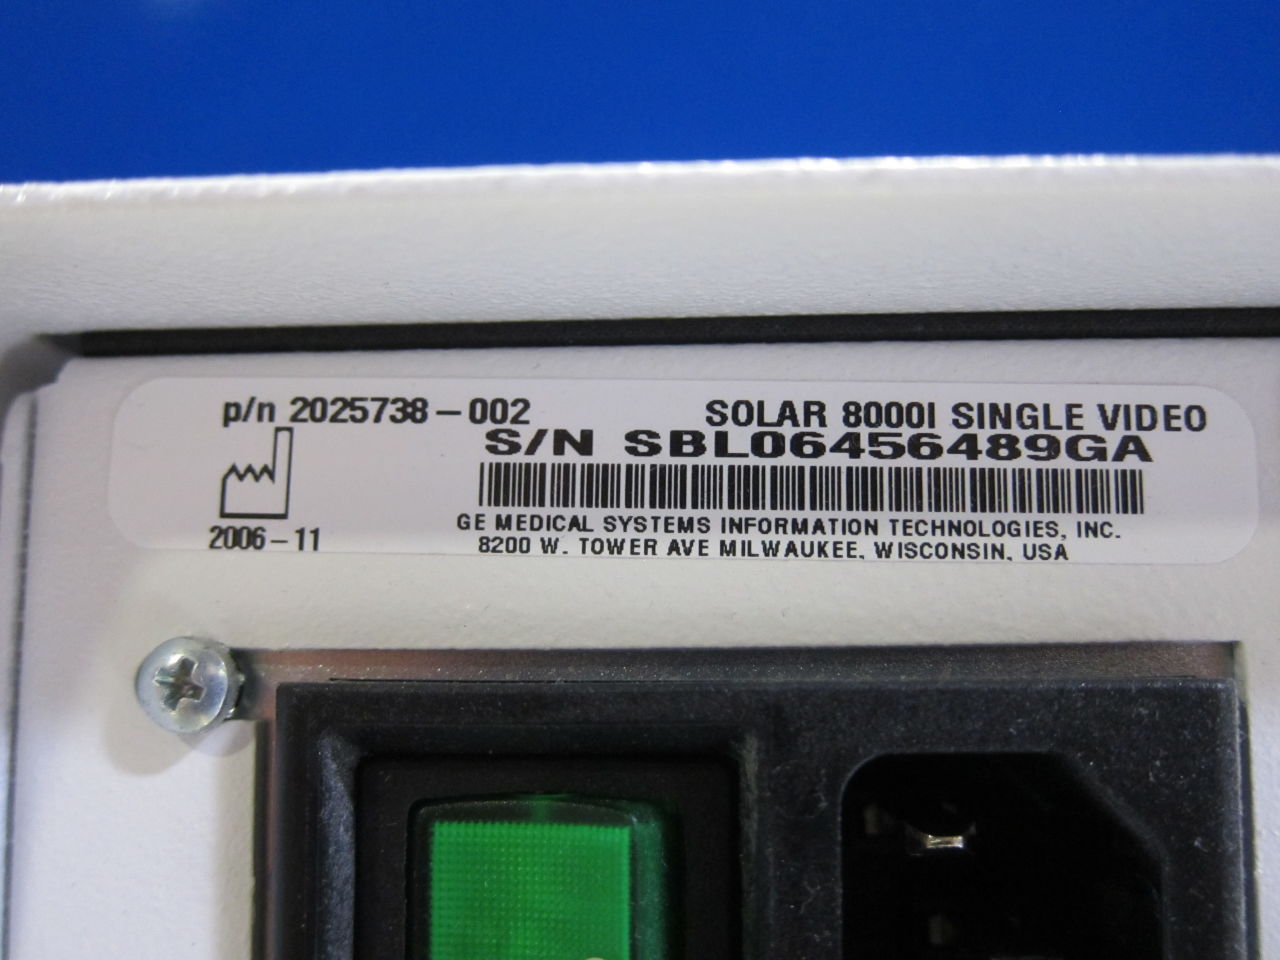 p/n 2025738-002
SOLAR 8000I SINGLE VIDEO
S/N SBL06456489GA
2006-11
GE MEDICAL SYSTEMS INFORMATION TECHNOLOGIES, INC.
8200 W. TOWER AVE MILWAUKEE, WISCONSIN, USA